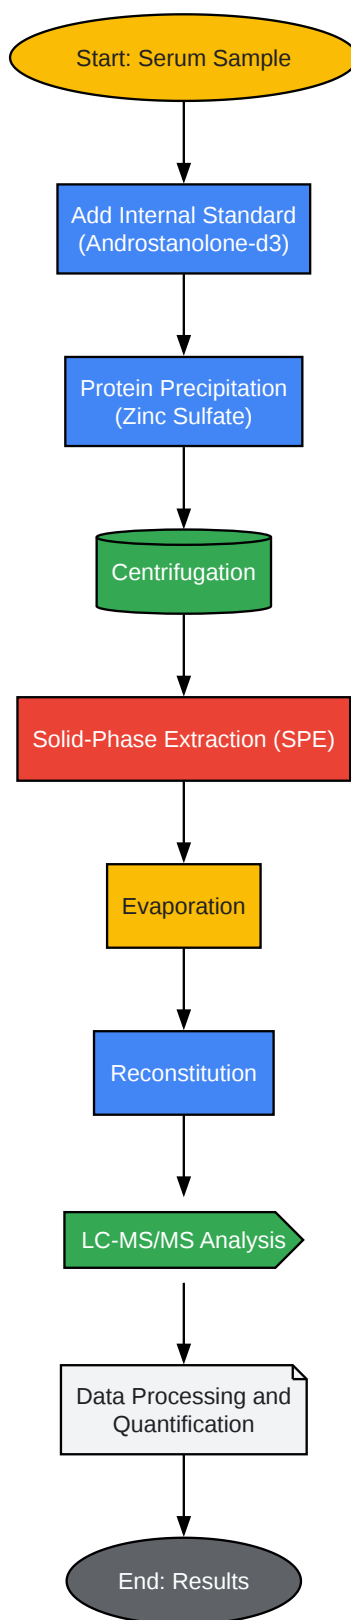 Start: Serum Sample
Add Internal Standard
(Androstanolone-d3)
Protein Precipitation
(Zinc Sulfate)
Centrifugation
Solid-Phase Extraction (SPE)
Evaporation
Reconstitution
LC-MS/MS Analysis
Data Processing and
Quantification
End: Results